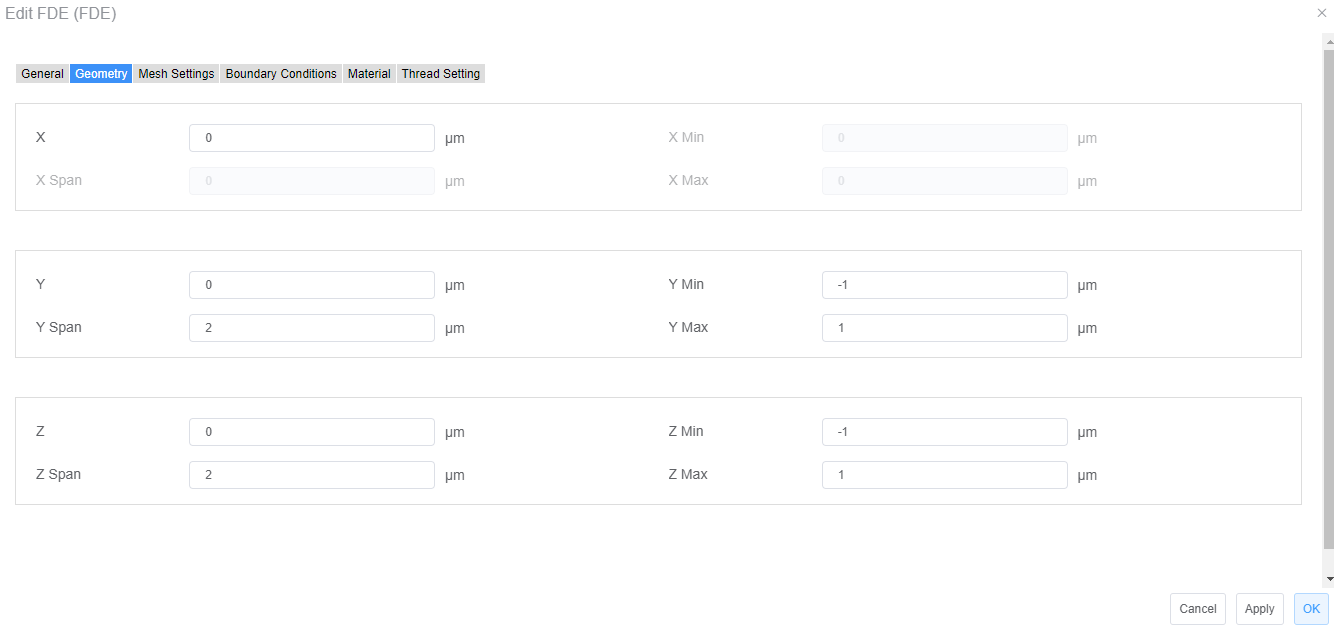 Edit FDE (FDE)
General Geometry Mesh Settings Boundary Conditions Material Thread Setting
X 0 µm X Min 0 µm
X Span 0 µm X Max 0 µm
Y 0 µm Y Min -1 µm
Y Span 2 µm Y Max 1 µm
Z 0 µm Z Min -1 µm
Z Span 2 µm Z Max 1 µm
Cancel Apply OK